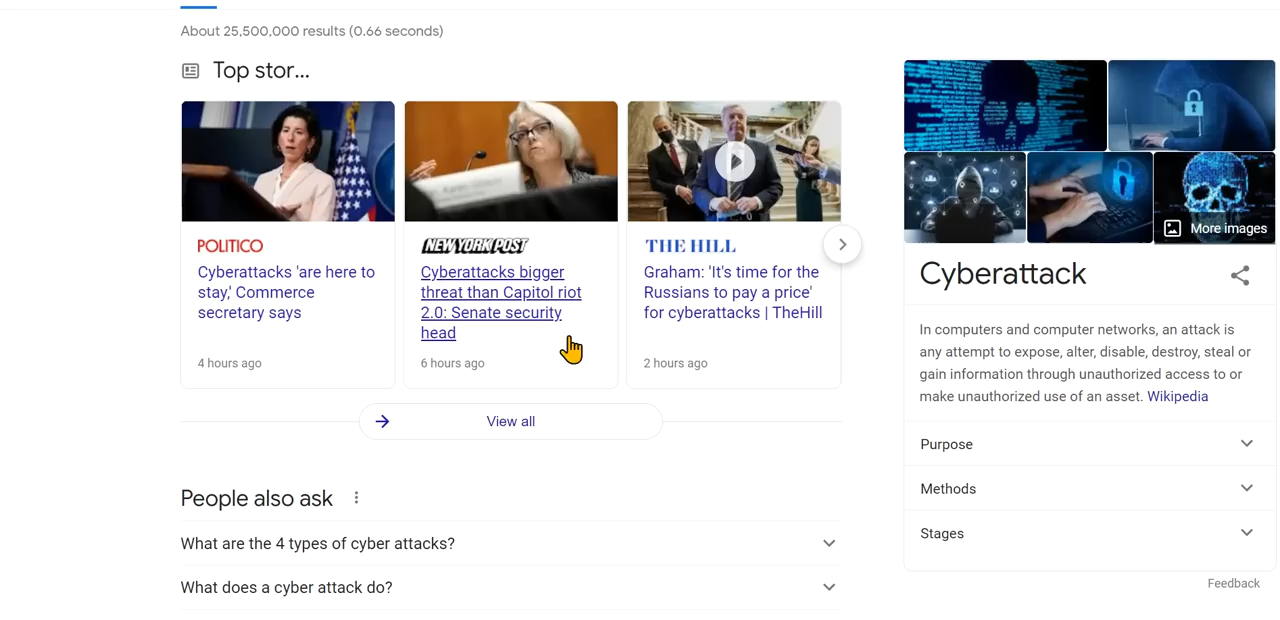 About 25,500,000 results (0.66 seconds)
Top stor...
POLITICO
Cyberattacks 'are here to
stay,' Commerce
secretary says
4 hours ago
NEW YORK POST
Cyberattacks bigger
threat than Capitol riot
2.0: Senate security
head
6 hours ago
THE HILL
Graham: 'It's time for the
Russians to pay a price'
for cyberattacks | TheHill
2 hours ago
View all
People also ask
What are the 4 types of cyber attacks?
What does a cyber attack do?
More images
Cyberattack
In computers and computer networks, an attack is
any attempt to expose, alter, disable, destroy, steal or
gain information through unauthorized access to or
make unauthorized use of an asset. Wikipedia
Purpose
Methods
Stages
Feedback